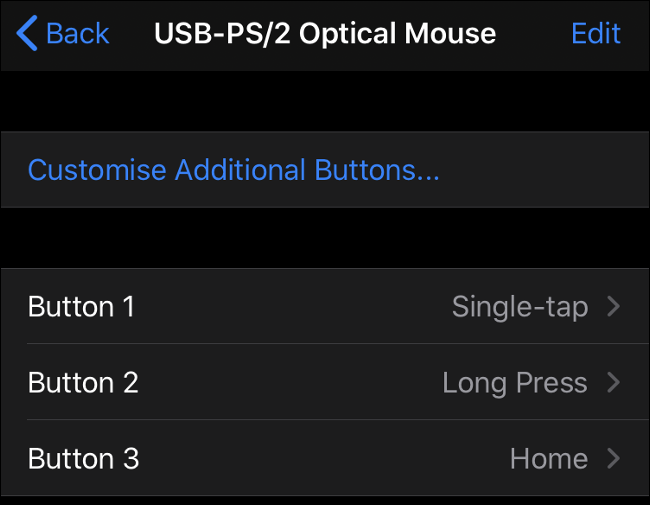 Back USB-PS/2 Optical Mouse Edit
Customise Additional Buttons...
Button 1 Single-tap
Button 2 Long Press
Button 3 Home